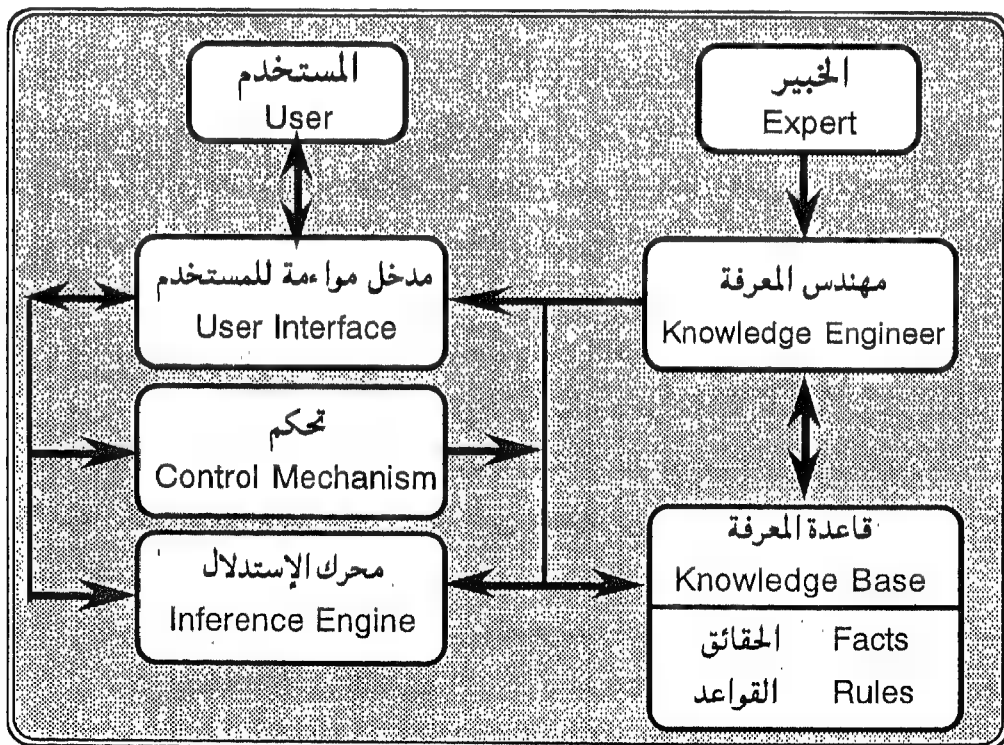 المستخدم
User
الخبير
Expert
مدخل مواءمة للمستخدم
User Interface
مهندس المعرفة
Knowledge Engineer
تحكم
Control Mechanism
محرك الإستدلال
Inference Engine
قاعدة المعرفة
Knowledge Base
الحقائق Facts
القواعد Rules